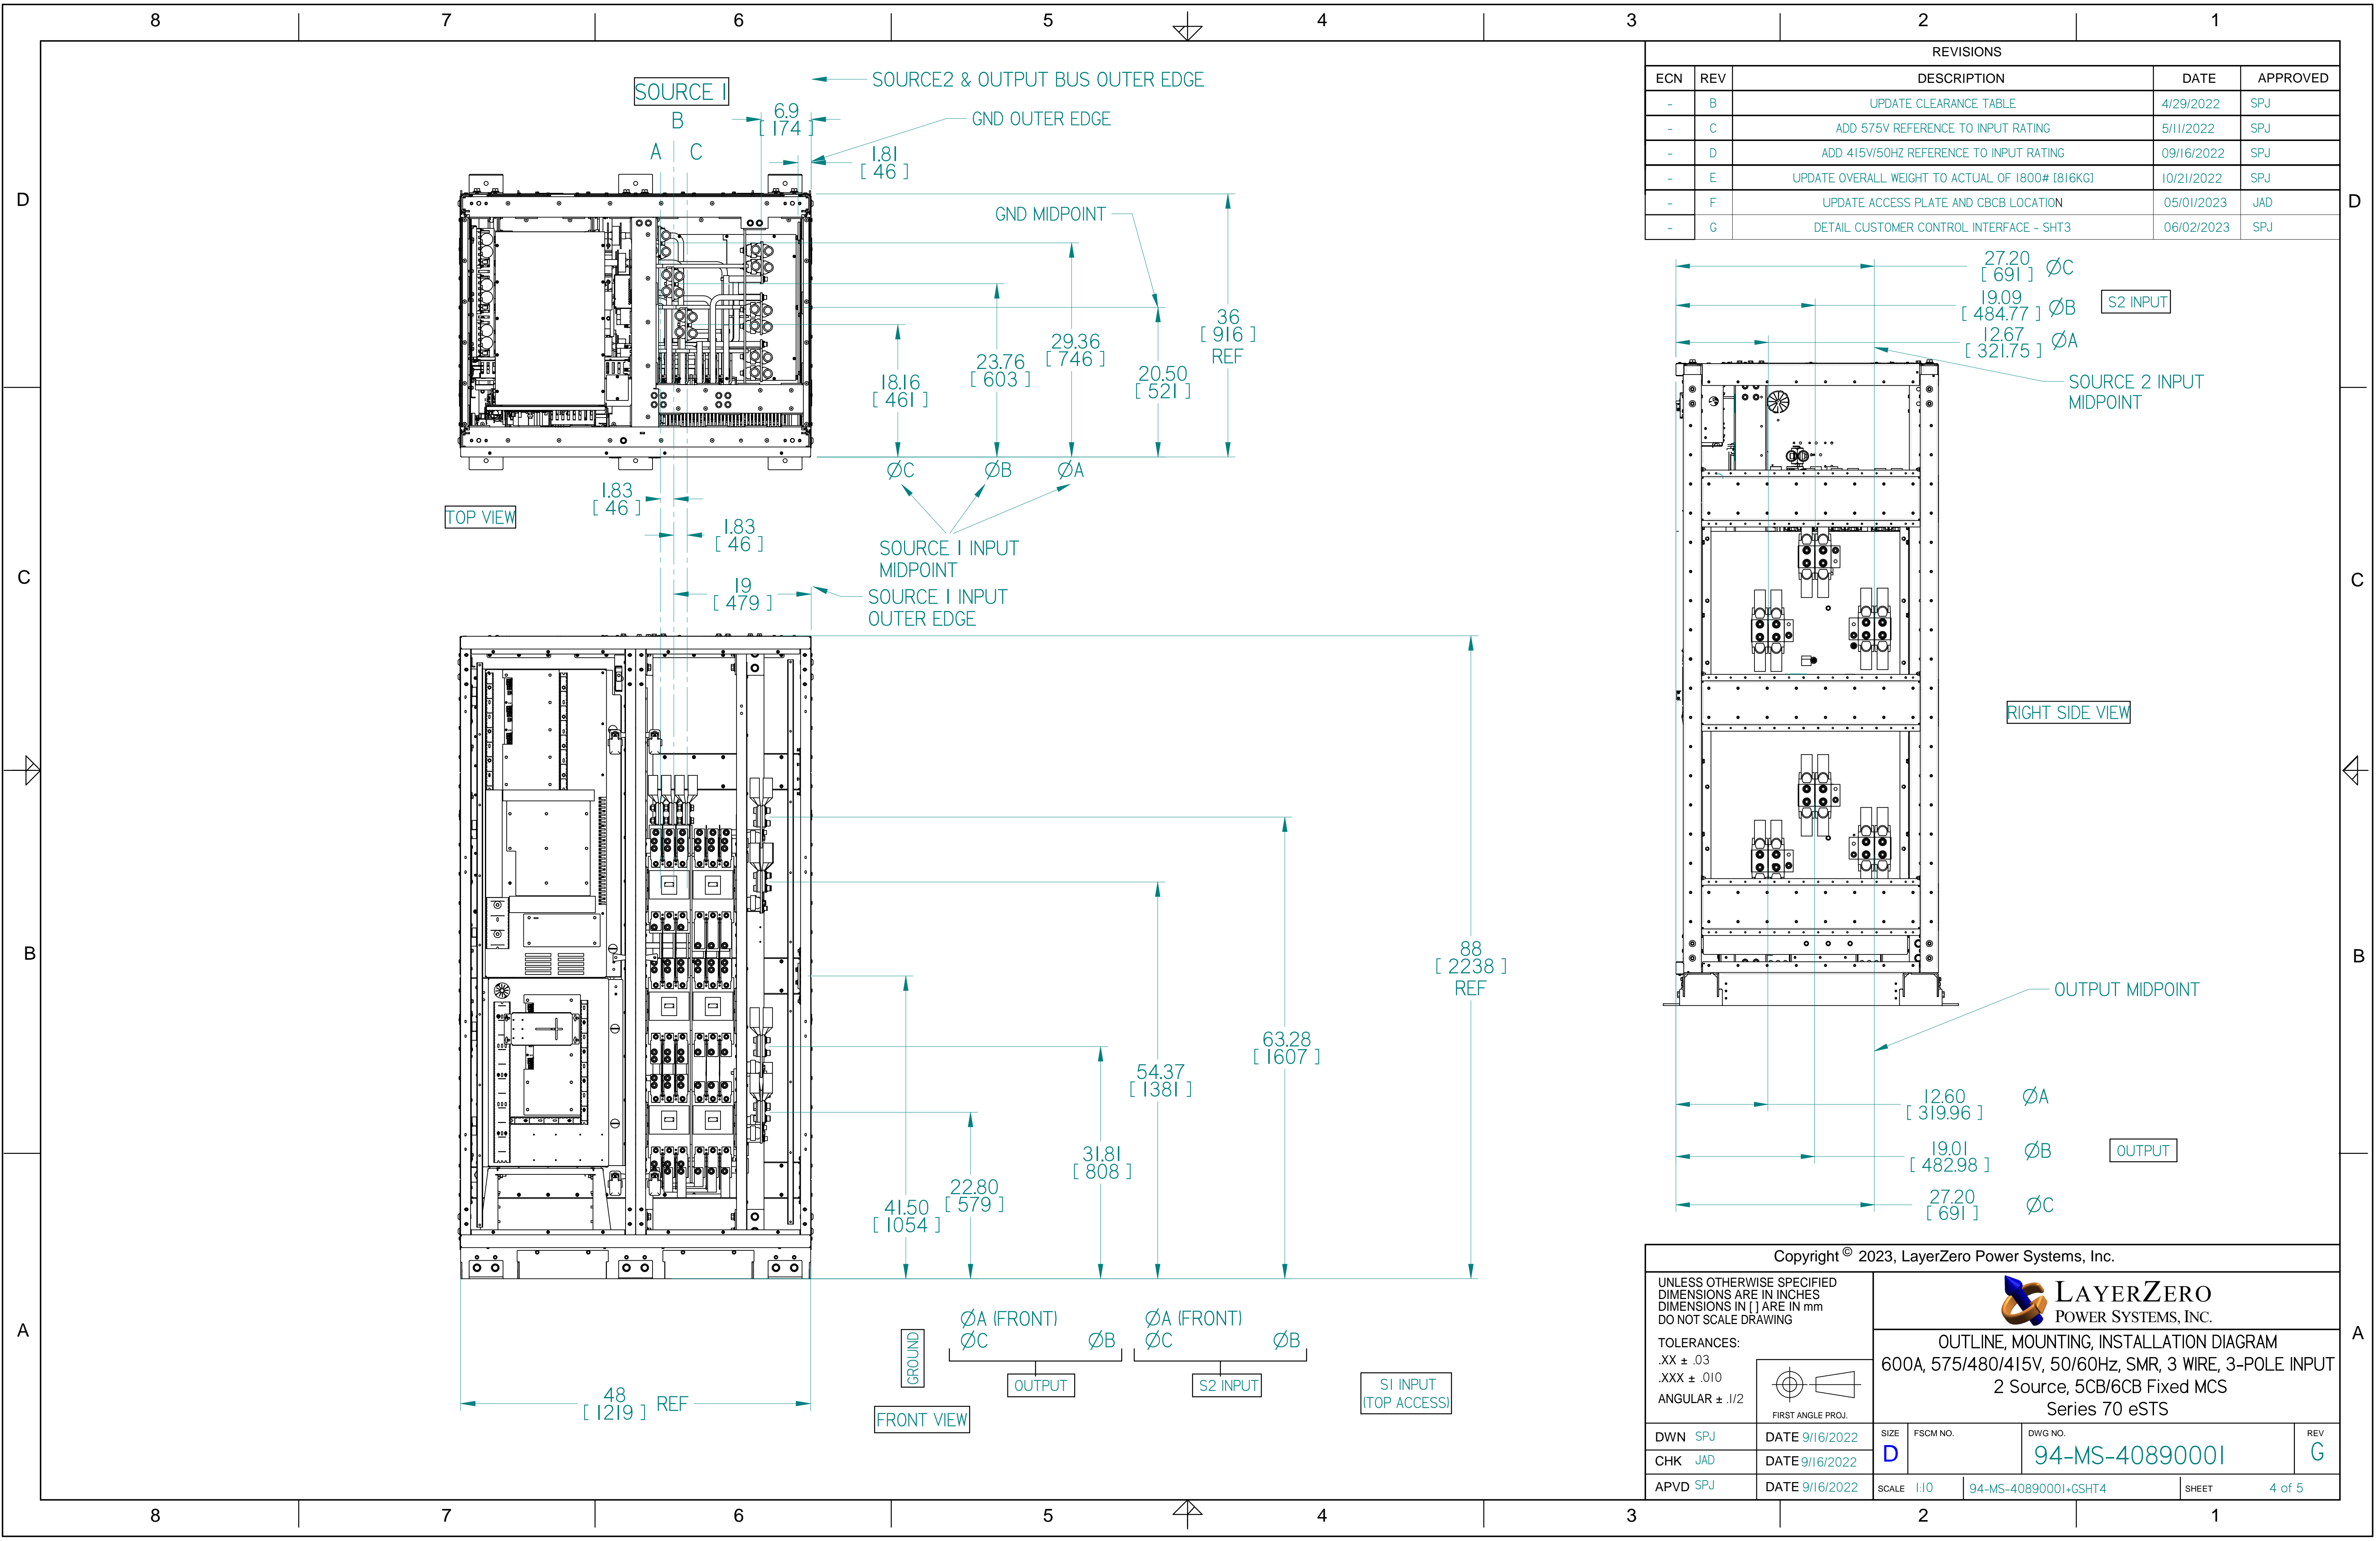 8 7 6 5 4 3 2 1
REVISIONS
ECN REV DESCRIPTION DATE APPROVED
- B UPDATE CLEARANCE TABLE 4/29/2022 SPJ
- C ADD 575V REFERENCE TO INPUT RATING 5/11/2022 SPJ
- D ADD 415V/50HZ REFERENCE TO INPUT RATING 09/16/2022 SPJ
- E UPDATE OVERALL WEIGHT TO ACTUAL OF 1800# [816KG] 10/21/2022 SPJ
- F UPDATE ACCESS PLATE AND CBCB LOCATION 05/01/2023 JAD
- G DETAIL CUSTOMER CONTROL INTERFACE - SHT3 06/02/2023 SPJ
D
D
C
C
B
B
A
A
SOURCE 1
SOURCE2 & OUTPUT BUS OUTER EDGE
B
6.9
[ 174 ]
GND OUTER EDGE
A C
1.81
[ 46 ]
GND MIDPOINT
36
[ 916 ]
REF
29.36
[ 746 ]
23.76
[ 603 ]
20.50
[ 521 ]
18.16
[ 461 ]
ØC ØB ØA
TOP VIEW
1.83
[ 46 ]
1.83
[ 46 ]
SOURCE 1 INPUT
MIDPOINT
19
[ 479 ]
SOURCE 1 INPUT
OUTER EDGE
88
[ 2238 ]
REF
63.28
[ 1607 ]
54.37
[ 1381 ]
31.81
[ 808 ]
22.80
[ 579 ]
41.50
[ 1054 ]
GROUND
ØA (FRONT)
ØC ØB
OUTPUT
ØA (FRONT)
ØC ØB
S2 INPUT
S1 INPUT
(TOP ACCESS)
48
[ 1219 ] REF
FRONT VIEW
27.20
[ 691 ] ØC
19.09
[ 484.77 ] ØB
S2 INPUT
12.67
[ 321.75 ] ØA
SOURCE 2 INPUT
MIDPOINT
RIGHT SIDE VIEW
OUTPUT MIDPOINT
12.60
[ 319.96 ] ØA
19.01
[ 482.98 ] ØB
OUTPUT
27.20
[ 691 ] ØC
Copyright © 2023, LayerZero Power Systems, Inc.
UNLESS OTHERWISE SPECIFIED
DIMENSIONS ARE IN INCHES
DIMENSIONS IN [ ] ARE IN mm
DO NOT SCALE DRAWING
TOLERANCES:
.XX ± .03
.XXX ± .010
ANGULAR ± .1/2
FIRST ANGLE PROJ.
LAYERZERO
POWER SYSTEMS, INC.
OUTLINE, MOUNTING, INSTALLATION DIAGRAM
600A, 575/480/415V, 50/60Hz, SMR, 3 WIRE, 3-POLE INPUT
2 Source, 5CB/6CB Fixed MCS
Series 70 eSTS
DWN SPJ DATE 9/16/2022
CHK JAD DATE 9/16/2022
APVD SPJ DATE 9/16/2022
SIZE
D
FSCM NO.
DWG NO.
94-MS-40890001
REV
G
SCALE 1:10
94-MS-40890001+GSHT4
SHEET 4 of 5
8 7 6 5 4 3 2 1